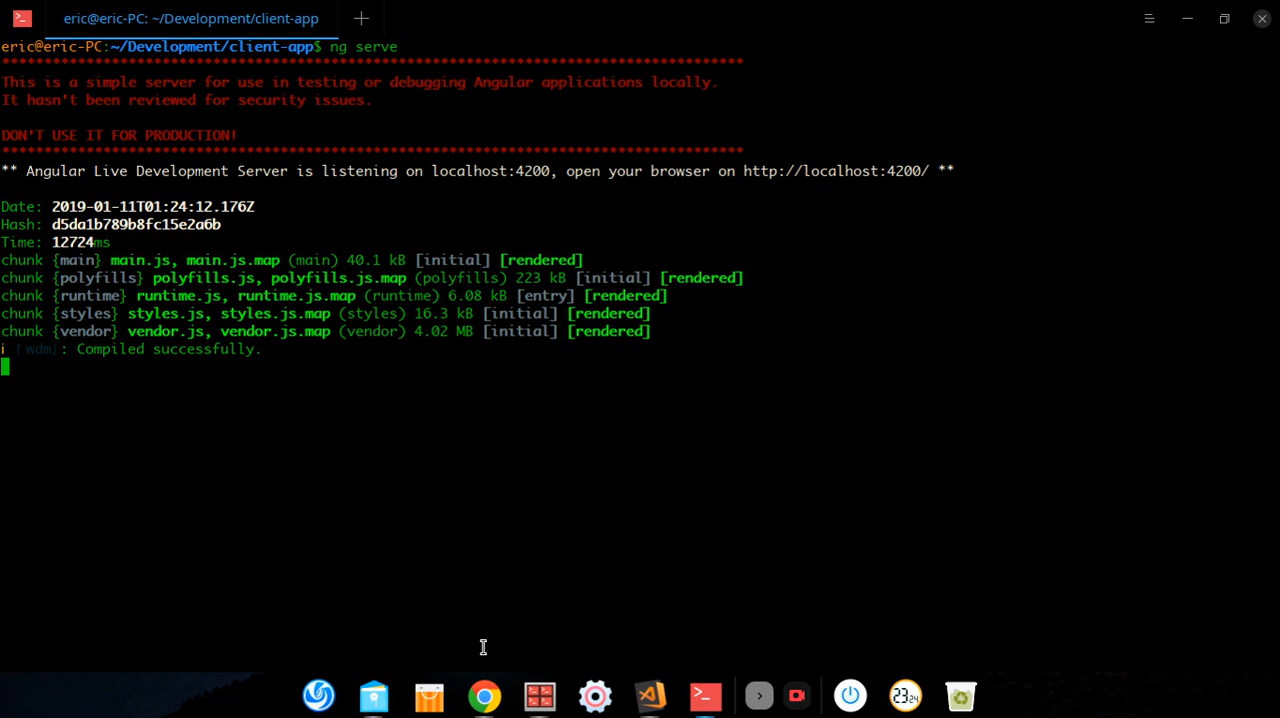 eric@eric-PC: ~/Development/client-app
eric@eric-PC:~/Development/client-app$ ng serve
****************************************************************************************
This is a simple server for use in testing or debugging Angular applications locally.
It hasn't been reviewed for security issues.
DON'T USE IT FOR PRODUCTION!
****************************************************************************************
** Angular Live Development Server is listening on localhost:4200, open your browser on http://localhost:4200/ **
Date: 2019-01-11T01:24:12.176Z
Hash: d5da1b789b8fc15e2a6b
Time: 12724ms
chunk {main} main.js, main.js.map (main) 40.1 kB [initial] [rendered]
chunk {polyfills} polyfills.js, polyfills.js.map (polyfills) 223 kB [initial] [rendered]
chunk {runtime} runtime.js, runtime.js.map (runtime) 6.08 kB [entry] [rendered]
chunk {styles} styles.js, styles.js.map (styles) 16.3 kB [initial] [rendered]
chunk {vendor} vendor.js, vendor.js.map (vendor) 4.02 MB [initial] [rendered]
i ｢wdm｣: Compiled successfully.
23 24